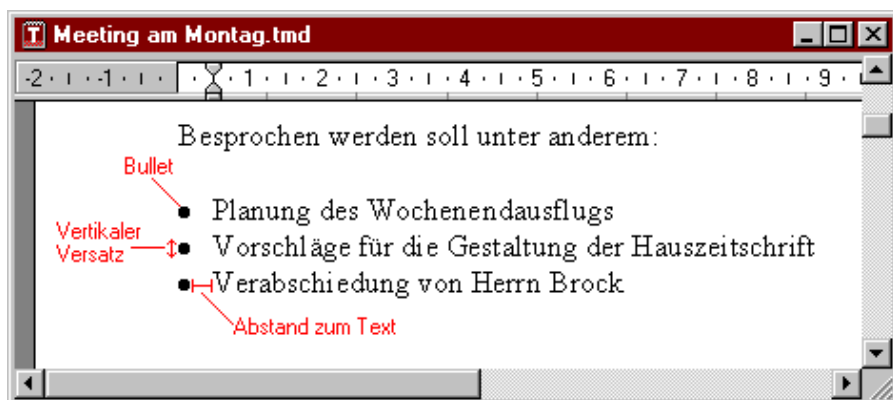 Meeting am Montag.tmd
-2 · ı · -1 · ı · · 1 · ı · 2 · ı · 3 · ı · 4 · ı · 5 · ı · 6 · ı · 7 · ı · 8 · ı · 9 ·
Besprochen werden soll unter anderem:
Bullet
● Planung des Wochenendausflugs
Vertikaler
Versatz
● Vorschläge für die Gestaltung der Hauszeitschrift
● Verabschiedung von Herrn Brock
Abstand zum Text